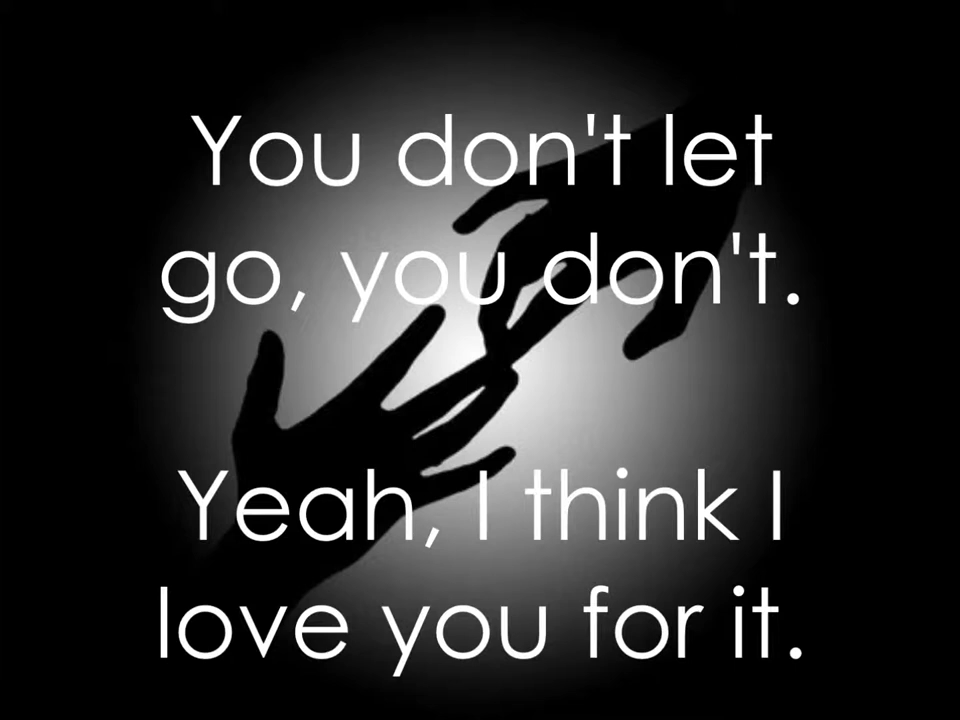 You don't let
go, you don't.
Yeah, I think I
love you for it.